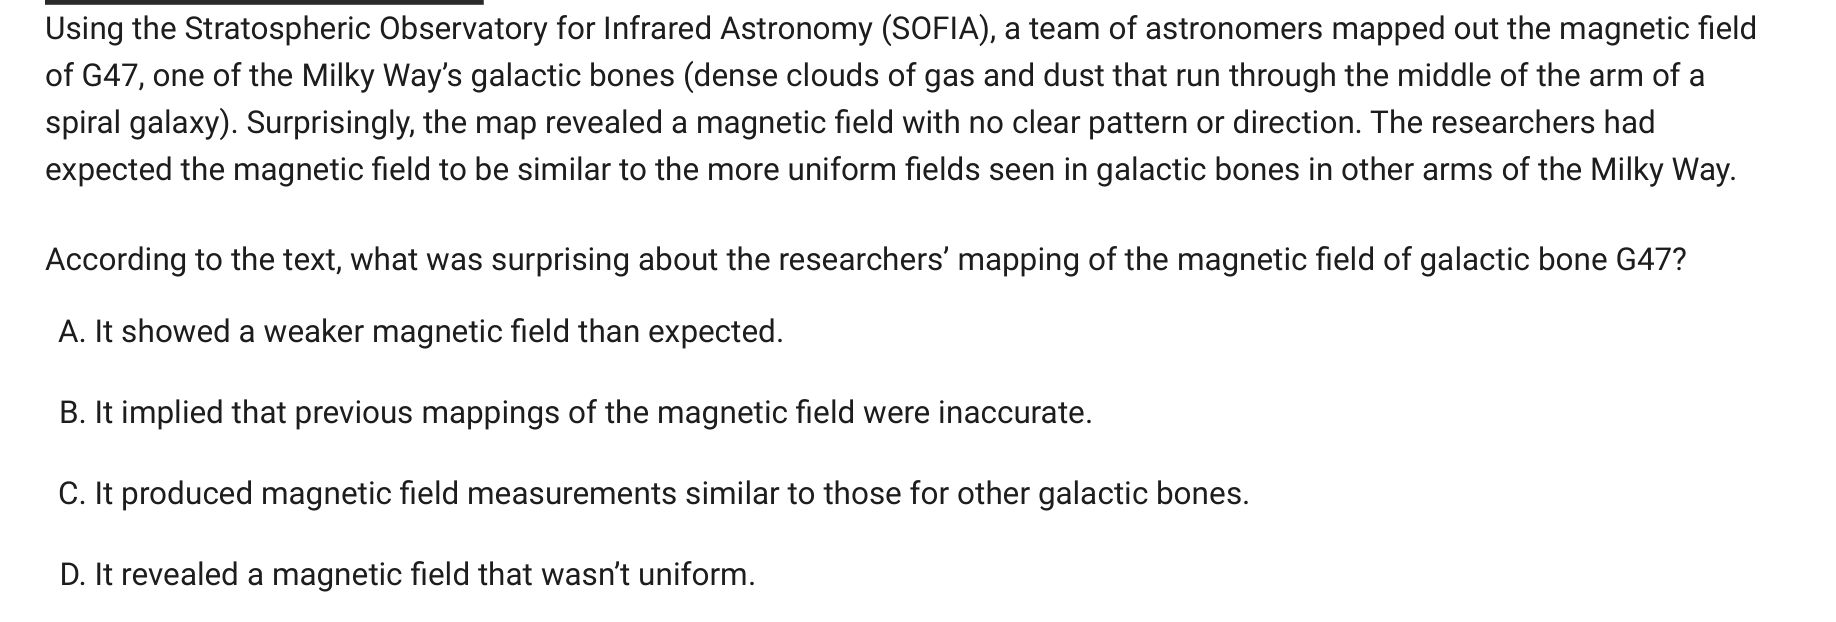 Using the Stratospheric Observatory for Infrared Astronomy (SOFIA), a team of astronomers mapped out the magnetic field
of G47, one of the Milky Way's galactic bones (dense clouds of gas and dust that run through the middle of the arm of a
spiral galaxy). Surprisingly, the map revealed a magnetic field with no clear pattern or direction. The researchers had
expected the magnetic field to be similar to the more uniform fields seen in galactic bones in other arms of the Milky Way.
According to the text, what was surprising about the researchers’ mapping of the magnetic field of galactic bone G47?
A. It showed a weaker magnetic field than expected.
B. It implied that previous mappings of the magnetic field were inaccurate.
C. It produced magnetic field measurements similar to those for other galactic bones.
D. It revealed a magnetic field that wasn’t uniform.